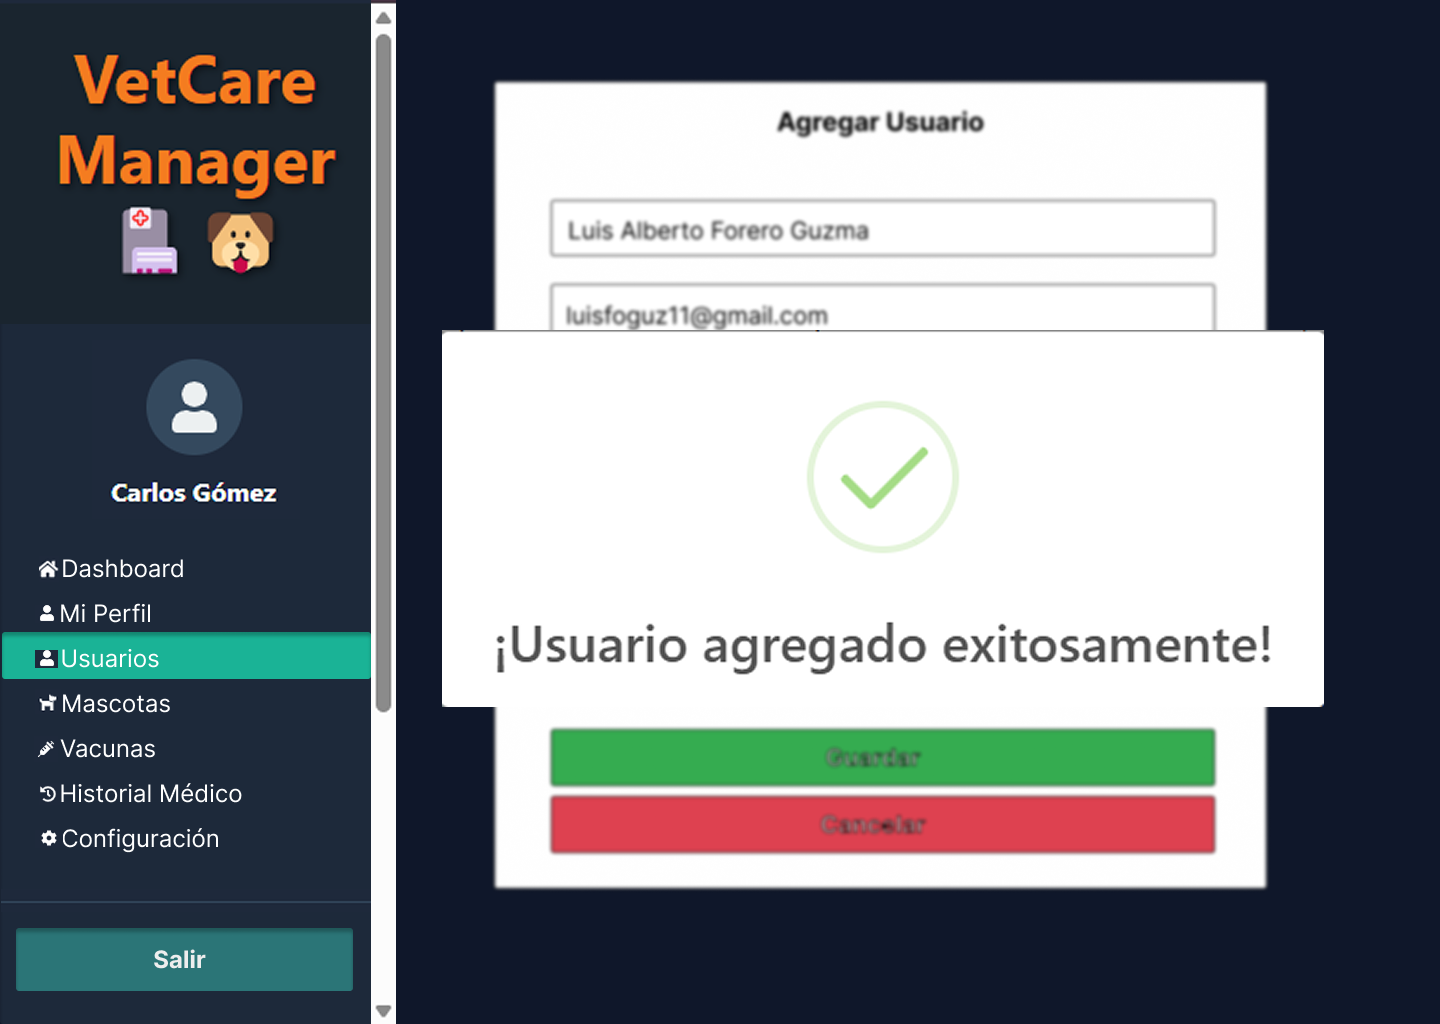 VetCare
Manager
Carlos Gómez
Dashboard
Mi Perfil
Usuarios
Mascotas
Vacunas
Historial Médico
Configuración
Salir
Agregar Usuario
Luis Alberto Forero Guzma
luisfoguz11@gmail.com
¡Usuario agregado exitosamente!
Guardar
Cancelar